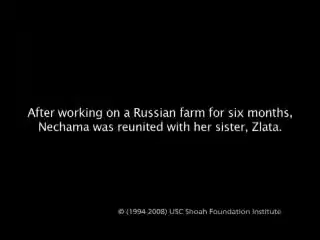 After working on a Russian farm for six months,
Nechama was reunited with her sister, Zlata.
© (1994 2008) USC Shoah Foundation Institute